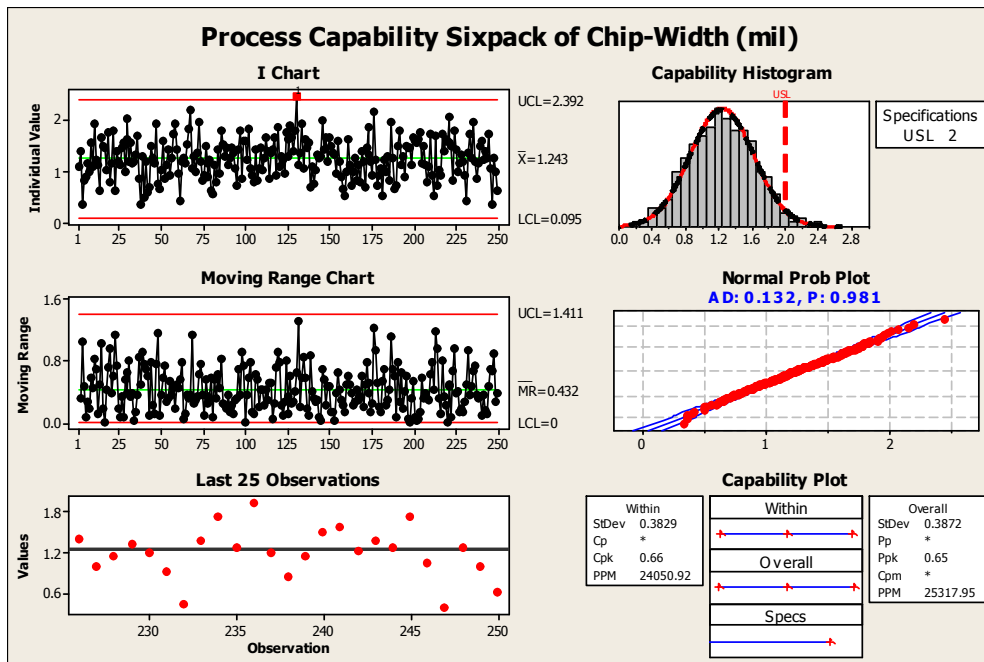 Process Capability Sixpack of Chip-Width (mil)
I Chart
Individual Value
2
1
0
1
UCL=2.392
X=1.243
LCL=0.095
1 25 50 75 100 125 150 175 200 225 250
Capability Histogram
USL
Specifications
USL 2
0.0 0.4 0.8 1.2 1.6 2.0 2.4 2.8
Moving Range Chart
Moving Range
1.6
0.8
0.0
UCL=1.411
MR=0.432
LCL=0
1 25 50 75 100 125 150 175 200 225 250
Normal Prob Plot
AD: 0.132, P: 0.981
0 1 2
Last 25 Observations
Values
1.8
1.2
0.6
230 235 240 245 250
Observation
Capability Plot
Within
StDev 0.3829
Cp *
Cpk 0.66
PPM 24050.92
Within
Overall
Specs
Overall
StDev 0.3872
Pp *
Ppk 0.65
Cpm *
PPM 25317.95